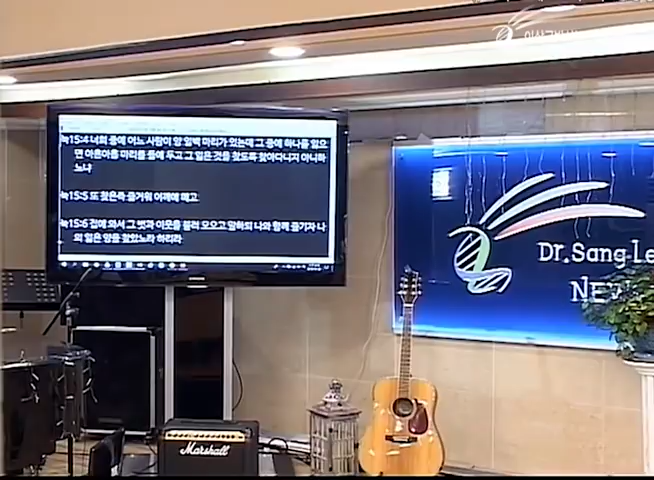 눅15:4 너희 중에 어느 사람이 양 일백 마리가 있는데 그 중에 하나를 잃으
면 아흔아홉 마리를 들에 두고 그 잃은 것을 찾도록 찾아다니지 아니하
느냐
눅15:5 또 찾은즉 즐거워 어깨에 메고
눅15:6 집에 와서 그 벗과 이웃을 불러 모으고 말하되 나와 함께 즐기자 나
의 잃은 양을 찾았노라 하리라
Dr.Sang Le
NEW
Marshall